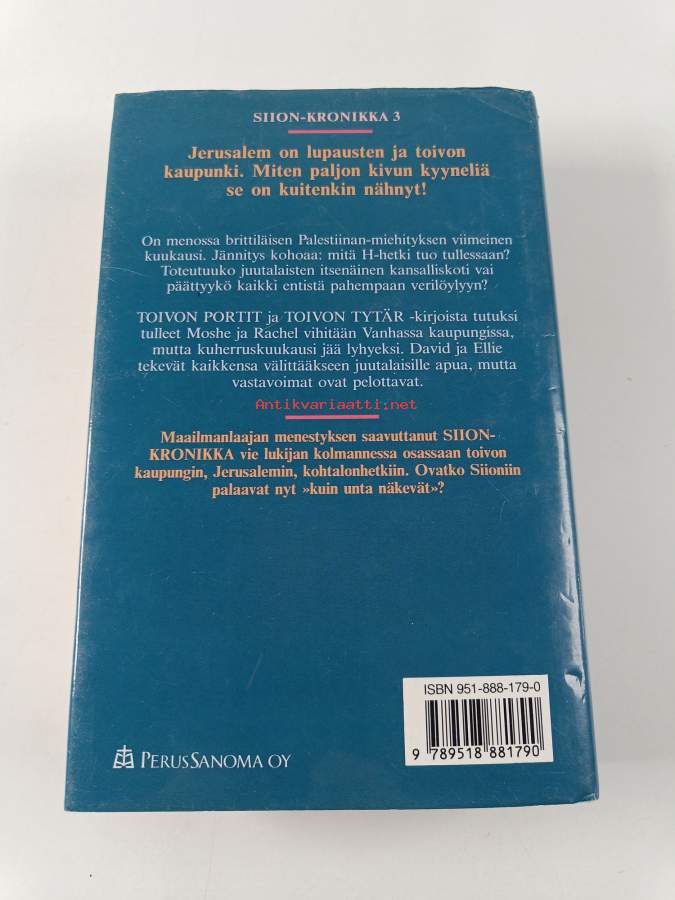 SIION-KRONIKKA 3
Jerusalem on lupausten ja toivon
kaupunki. Miten paljon kivun kyyneliä
se on kuitenkin nähnyt!
On menossa brittiläisen Palestiinan-miehityksen viimeinen
kuukausi. Jännitys kohoaa: mitä H-hetki tuo tullessaan?
Toteutuuko juutalaisten itsenäinen kansalliskoti vai
päättyykö kaikki entistä pahempaan verilöylyyn?
TOIVON PORTIT ja TOIVON TYTÄR -kirjoista tutuksi
tulleet Moshe ja Rachel vihitään Vanhassa kaupungissa,
mutta kuherruskuukausi jää lyhyeksi. David ja Ellie
tekevät kaikkensa välittääkseen juutalaisille apua, mutta
vastavoimat ovat pelottavat.
Antikvariaatti.net
Maailmanlaajan menestyksen saavuttanut SIION-
KRONIKKA vie lukijan kolmannessa osassaan toivon
kaupungin, Jerusalemin, kohtalonhetkiin. Ovatko Siioniin
palaavat nyt »kuin unta näkevät»?
ISBN 951-888-179-0
9 789518 881790
PERUSSANOMA OY